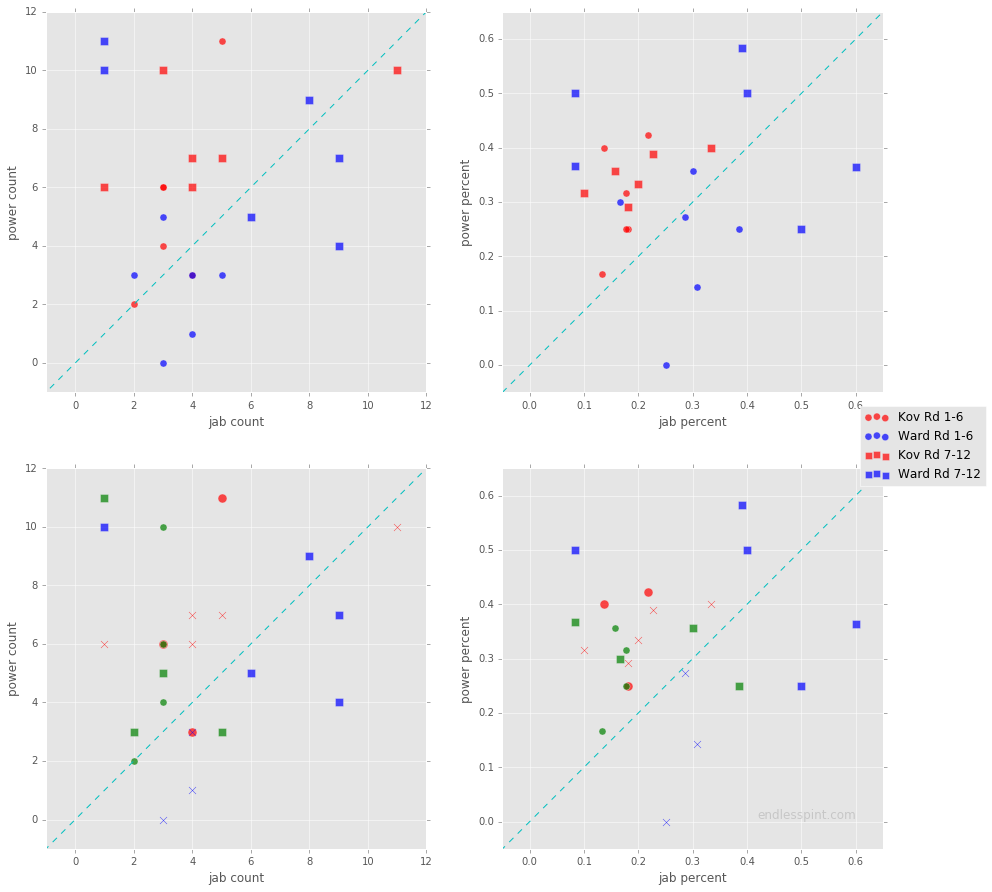 12
10
8
6
4
2
0
power count
0 2 4 6 8 10 12
jab count
0.6
0.5
0.4
0.3
0.2
0.1
0.0
power percent
0.0 0.1 0.2 0.3 0.4 0.5 0.6
jab percent
Kov Rd 1-6
Ward Rd 1-6
Kov Rd 7-12
Ward Rd 7-12
12
10
8
6
4
2
0
power count
0 2 4 6 8 10 12
jab count
0.6
0.5
0.4
0.3
0.2
0.1
0.0
power percent
endlesspint.com
0.0 0.1 0.2 0.3 0.4 0.5 0.6
jab percent